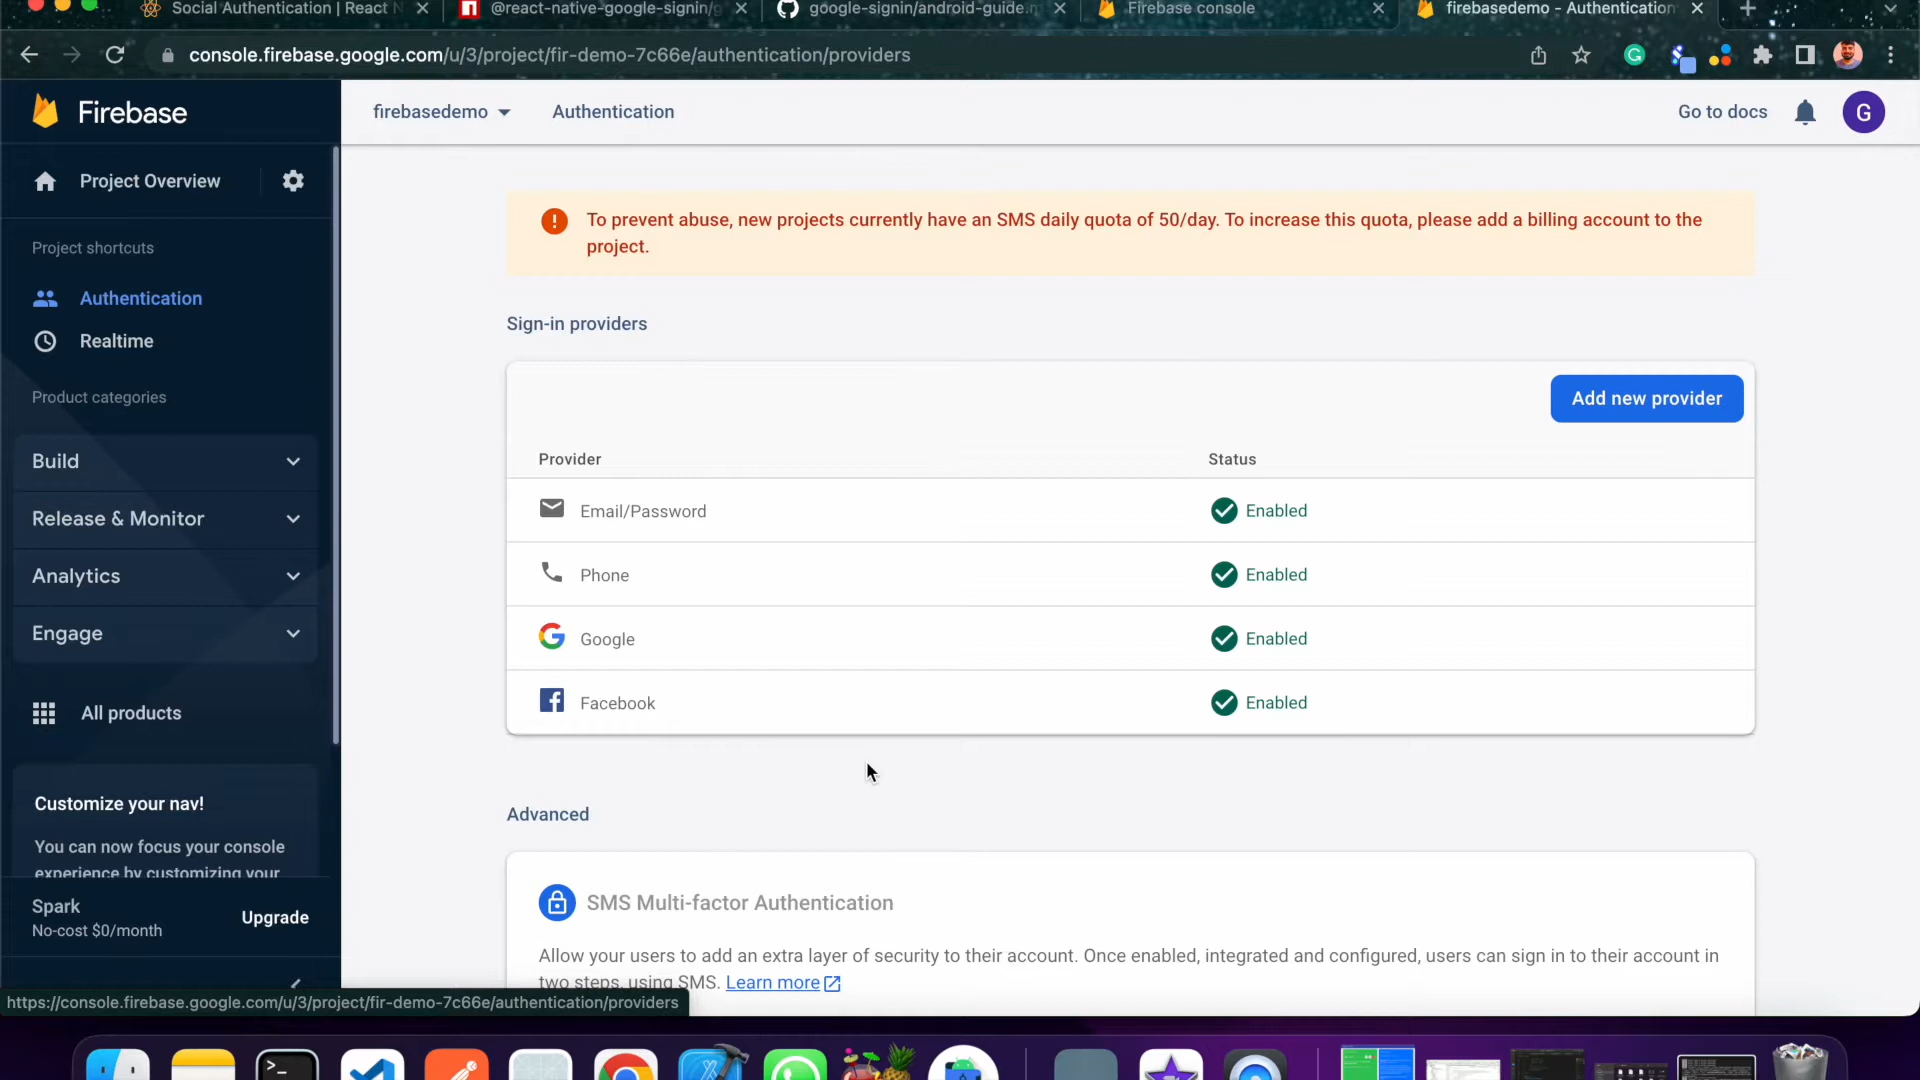 Social Authentication | React N
@react-native-google-signin/g
google-signin/android-guide.m
Firebase console
firebasedemo - Authentication
console.firebase.google.com/u/3/project/fir-demo-7c66e/authentication/providers
Firebase
firebasedemo
Authentication
Go to docs
G
Project Overview
To prevent abuse, new projects currently have an SMS daily quota of 50/day. To increase this quota, please add a billing account to the
project.
Project shortcuts
Authentication
Realtime
Product categories
Build
Release & Monitor
Analytics
Engage
All products
Customize your nav!
You can now focus your console
experience by customizing your
Spark
No-cost $0/month
Upgrade
Sign-in providers
Add new provider
Provider
Status
Email/Password
Enabled
Phone
Enabled
Google
Enabled
Facebook
Enabled
Advanced
SMS Multi-factor Authentication
Allow your users to add an extra layer of security to their account. Once enabled, integrated and configured, users can sign in to their account in
two steps, using SMS. Learn more
https://console.firebase.google.com/u/3/project/fir-demo-7c66e/authentication/providers